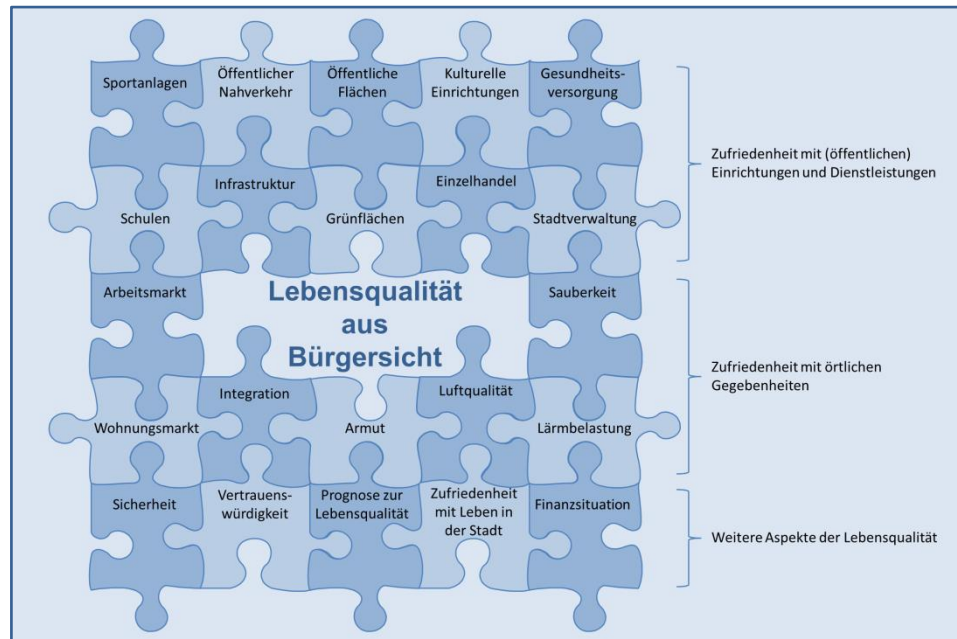 Sportanlagen
Öffentlicher
Nahverkehr
Öffentliche
Flächen
Kulturelle
Einrichtungen
Gesundheits-
versorgung
Zufriedenheit mit (öffentlichen)
Einrichtungen und Dienstleistungen
Schulen
Infrastruktur
Grünflächen
Einzelhandel
Stadtverwaltung
Arbeitsmarkt
Lebensqualität
aus
Bürgersicht
Sauberkeit
Zufriedenheit mit örtlichen
Gegebenheiten
Wohnungsmarkt
Integration
Armut
Luftqualität
Lärmbelastung
Sicherheit
Vertrauens-
würdigkeit
Prognose zur
Lebensqualität
Zufriedenheit
mit Leben in
der Stadt
Finanzsituation
Weitere Aspekte der Lebensqualität